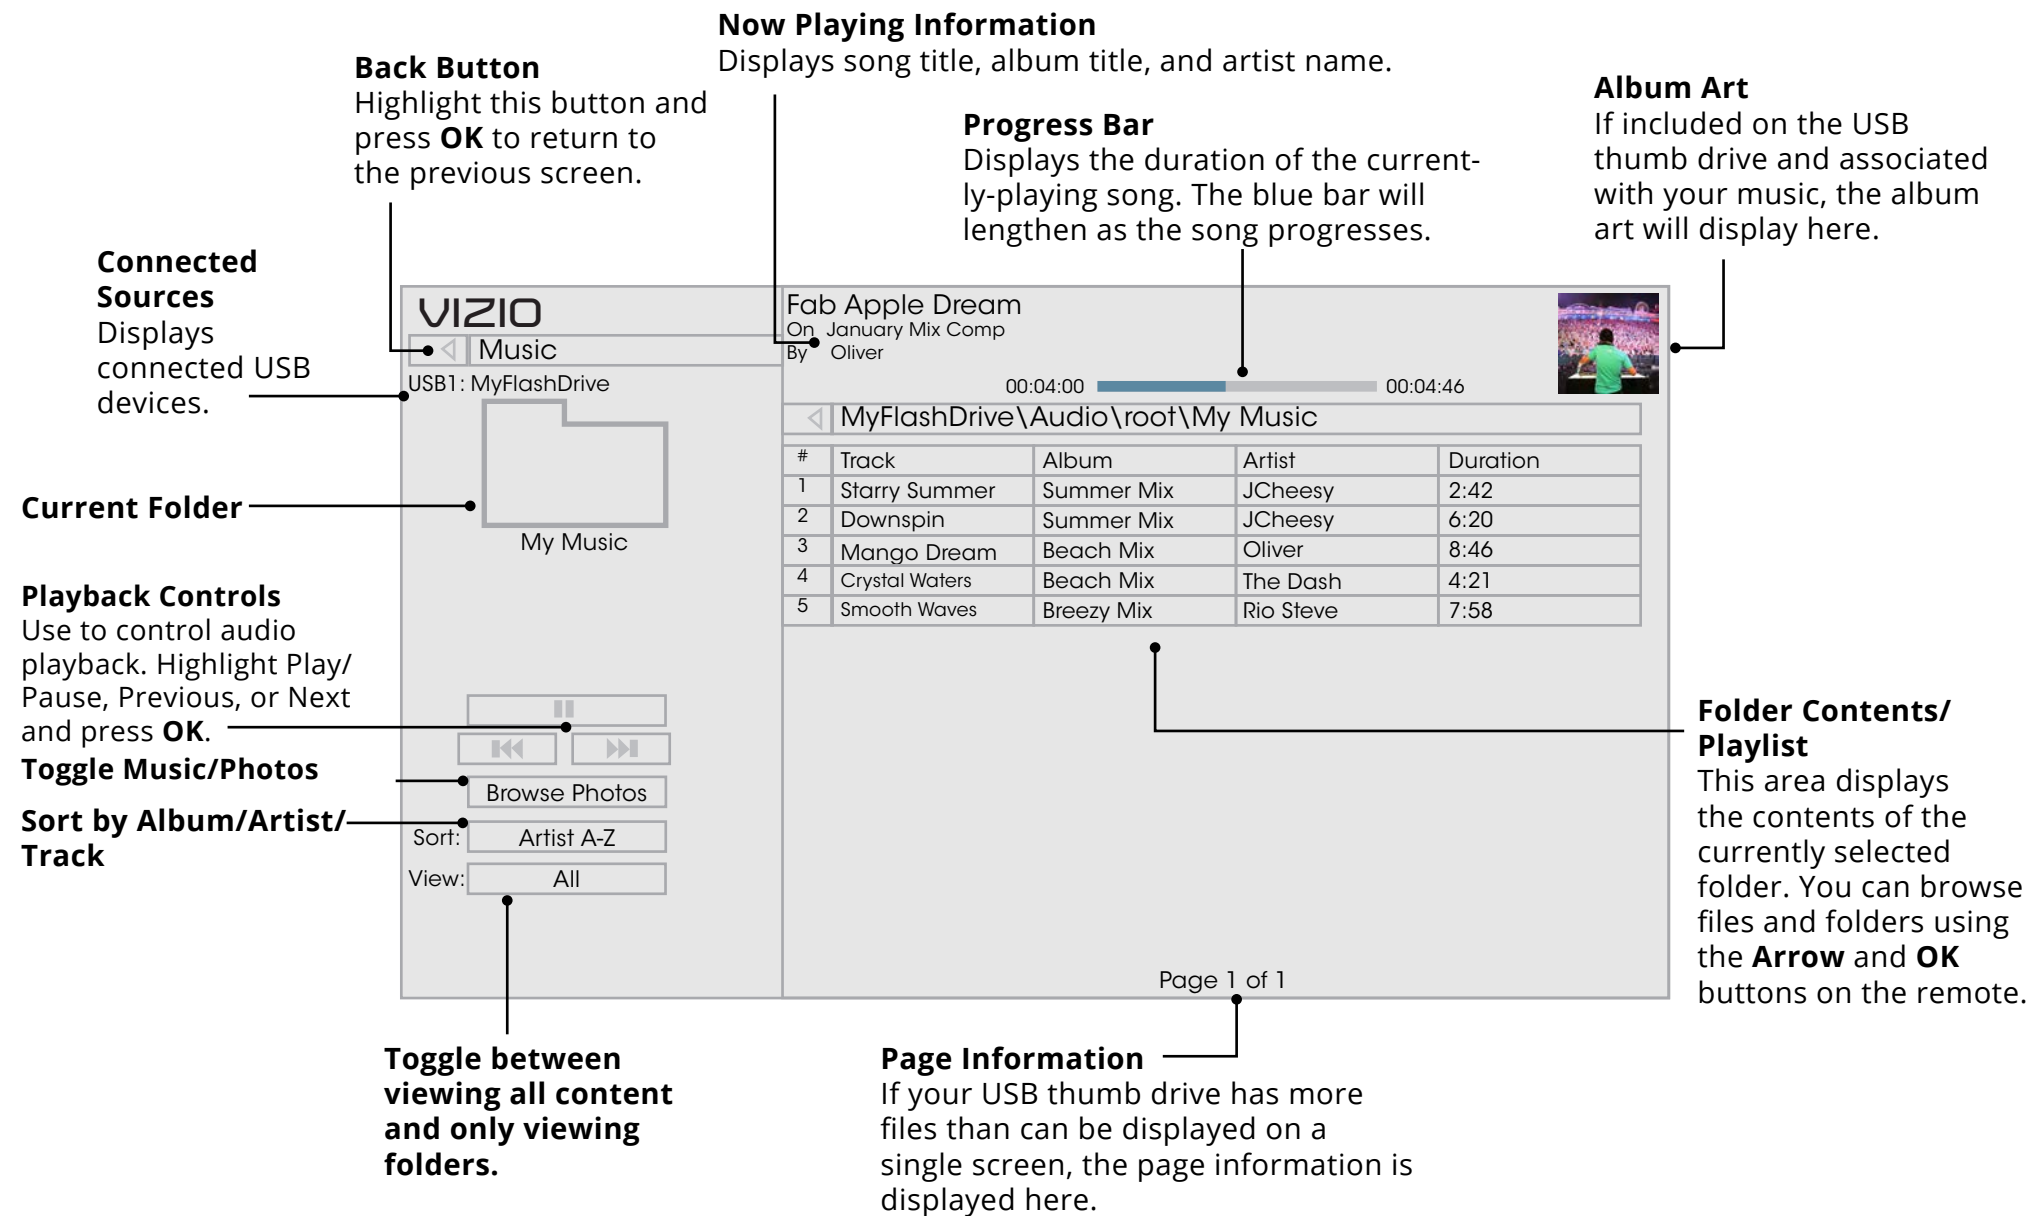 Now Playing Information
Displays song title, album title, and artist name.
Back Button
Highlight this button and
press OK to return to
the previous screen.
Progress Bar
Displays the duration of the current-
ly-playing song. The blue bar will
lengthen as the song progresses.
Album Art
If included on the USB
thumb drive and associated
with your music, the album
art will display here.
Connected
Sources
Displays
connected USB
devices.
Current Folder
Playback Controls
Use to control audio
playback. Highlight Play/
Pause, Previous, or Next
and press OK.
Toggle Music/Photos
Sort by Album/Artist/
Track
VIZIO
Music
USB1: MyFlashDrive
My Music
Browse Photos
Sort: Artist A-Z
View: All
Fab Apple Dream
On January Mix Comp
By Oliver
00:04:00 00:04:46
MyFlashDrive\Audio\root\My Music
# Track Album Artist Duration
1 Starry Summer Summer Mix JCheesy 2:42
2 Downspin Summer Mix JCheesy 6:20
3 Mango Dream Beach Mix Oliver 8:46
4 Crystal Waters Beach Mix The Dash 4:21
5 Smooth Waves Breezy Mix Rio Steve 7:58
Page 1 of 1
Folder Contents/
Playlist
This area displays
the contents of the
currently selected
folder. You can browse
files and folders using
the Arrow and OK
buttons on the remote.
Toggle between
viewing all content
and only viewing
folders.
Page Information
If your USB thumb drive has more
files than can be displayed on a
single screen, the page information is
displayed here.